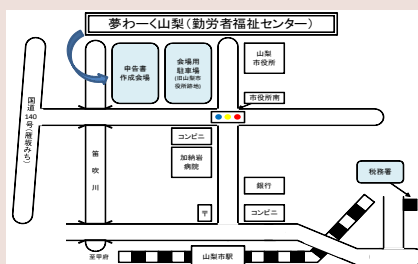 夢わーく山梨(勤労者福祉センター)
申告書
作成会場
会場用
駐車場
(旧山梨市
役所跡地)
山梨
市役所
市役所南
国道140号(雁坂みち)
笛吹川
コンビニ
加納岩
病院
銀行
税務署
〒
コンビニ
至甲府
山梨市駅